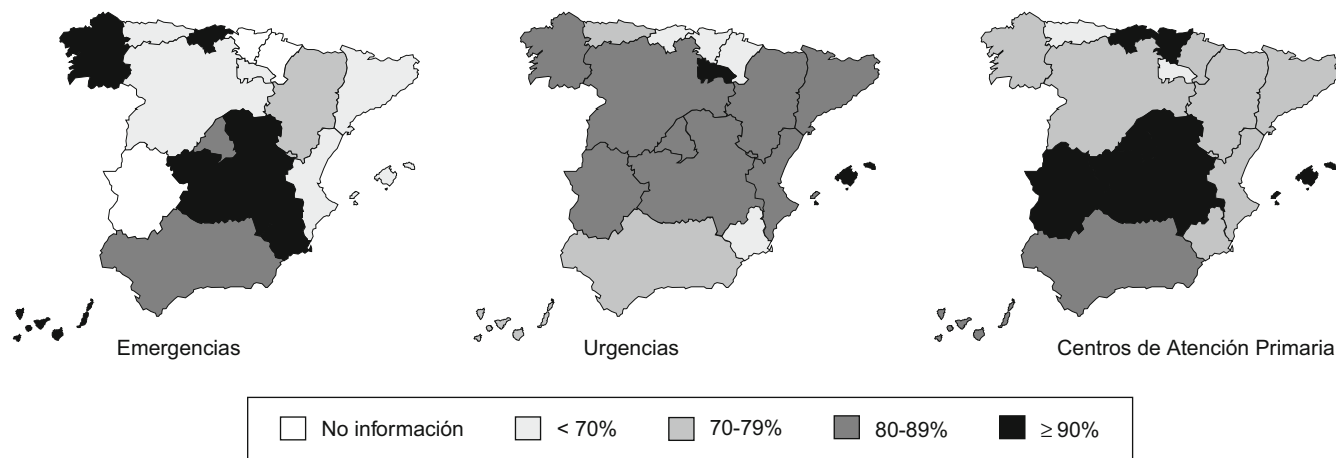 Emergencias
Urgencias
Centros de Atención Primaria
No información
< 70%
70-79%
80-89%
≥ 90%